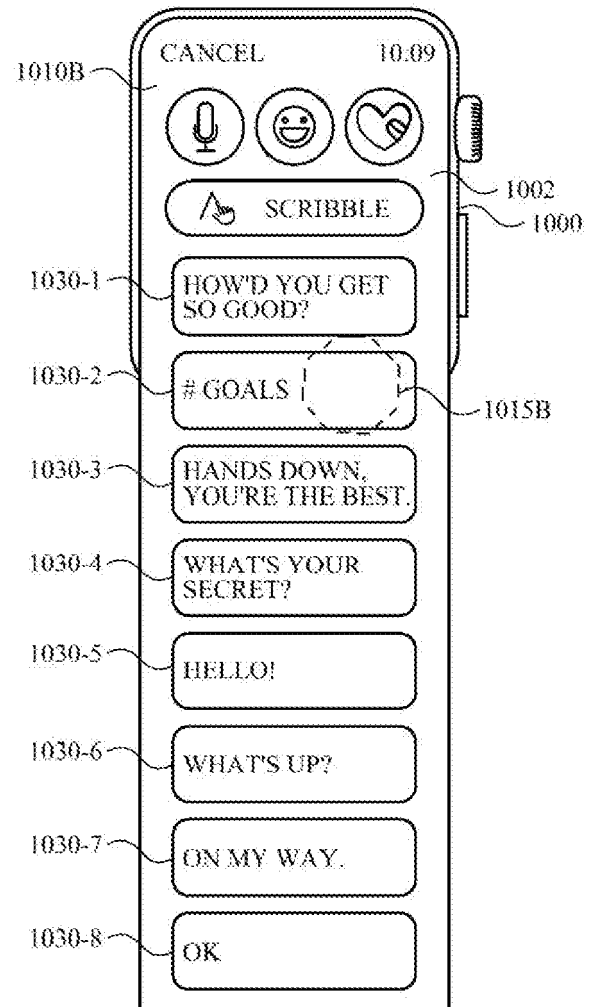 CANCEL 10:09
1010B
1002
SCRIBBLE
1000
1030-1
HOW'D YOU GET
SO GOOD?
1030-2
# GOALS
1015B
1030-3
HANDS DOWN,
YOU'RE THE BEST.
1030-4
WHAT'S YOUR
SECRET?
1030-5
HELLO!
1030-6
WHAT'S UP?
1030-7
ON MY WAY.
1030-8
OK